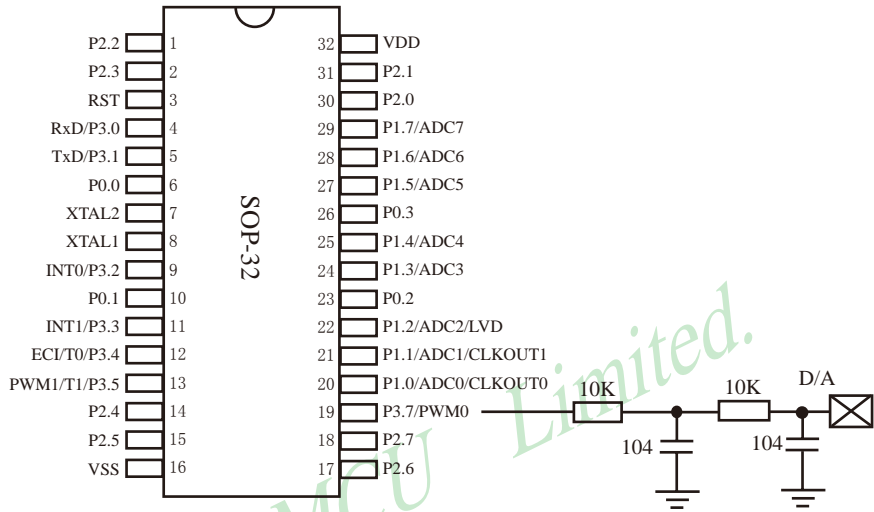 P2.2 1
P2.3 2
RST 3
RxD/P3.0 4
TxD/P3.1 5
P0.0 6
XTAL2 7
XTAL1 8
INT0/P3.2 9
P0.1 10
INT1/P3.3 11
ECI/T0/P3.4 12
PWM1/T1/P3.5 13
P2.4 14
P2.5 15
VSS 16
SOP-32
32 VDD
31 P2.1
30 P2.0
29 P1.7/ADC7
28 P1.6/ADC6
27 P1.5/ADC5
26 P0.3
25 P1.4/ADC4
24 P1.3/ADC3
23 P0.2
22 P1.2/ADC2/LVD
21 P1.1/ADC1/CLKOUT1
20 P1.0/ADC0/CLKOUT0
19 P3.7/PWM0
18 P2.7
17 P2.6
10K
10K
D/A
104
104
MCU Limited.